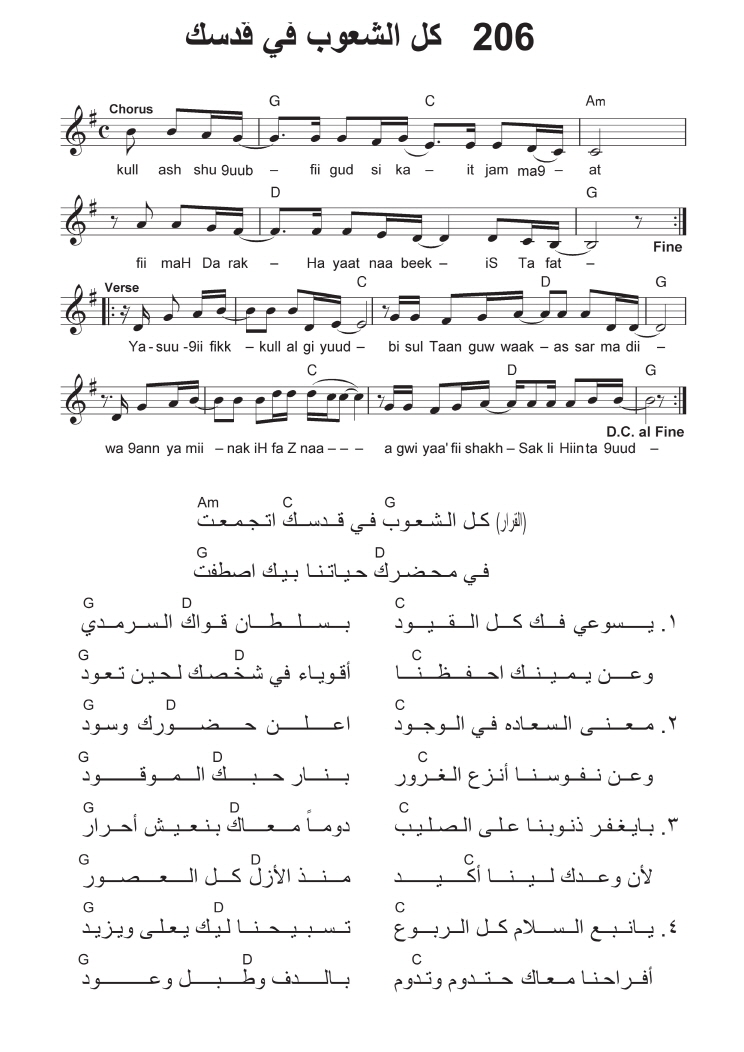 206 كل الشعوب في قدسك
Chorus G C Am
kull ash shu 9uub – fii gud si ka – it jam ma9 – at
D G
fii maH Da rak – Ha yaat naa beek – iS Ta fat –
Fine
Verse C D G
Ya-suu -9ii fikk – kull al gi yuud – bi sul Taan guw waak – as sar ma dii –
C D G
D.C. al Fine
wa 9ann ya mii – nak iH fa Z naa – – – a gwi yaa' fii shakh – Sak li Hiin ta 9uud –
Am C G
(القرار) كل الشعوب في قدسك اتجمعت
G D
في محضرك حياتنا بيك اصطفت
G D C
١. يسوعي فك كل القيود بسلطان قواك السرمدي
G D C
وعن يمينك احفظنا أقوياء في شخصك لحين تعود
G D C
٢. معنى السعاده في الوجود اعلن حضورك وسود
G D C
وعن نفوسنا أنزع الغرور بنار حبك الموقود
G D C
٣. بايغفر ذنوبنا على الصليب دوماً معاك بنعيش أحرار
G D C
لأن وعدك لينا أكيد منذ الأزل كل العصور
G D C
٤. يانبع السلام كل الربوع تسبيحنا ليك يعلى ويزيد
G D C
أفراحنا معاك حتدوم وتدوم بالدف وطبل وعود